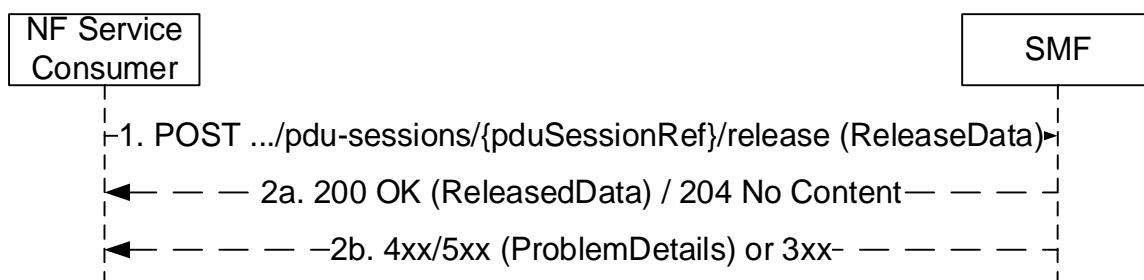 NF Service
Consumer
SMF
1. POST .../pdu-sessions/{pduSessionRef}/release (ReleaseData)
2a. 200 OK (ReleasedData) / 204 No Content
2b. 4xx/5xx (ProblemDetails) or 3xx